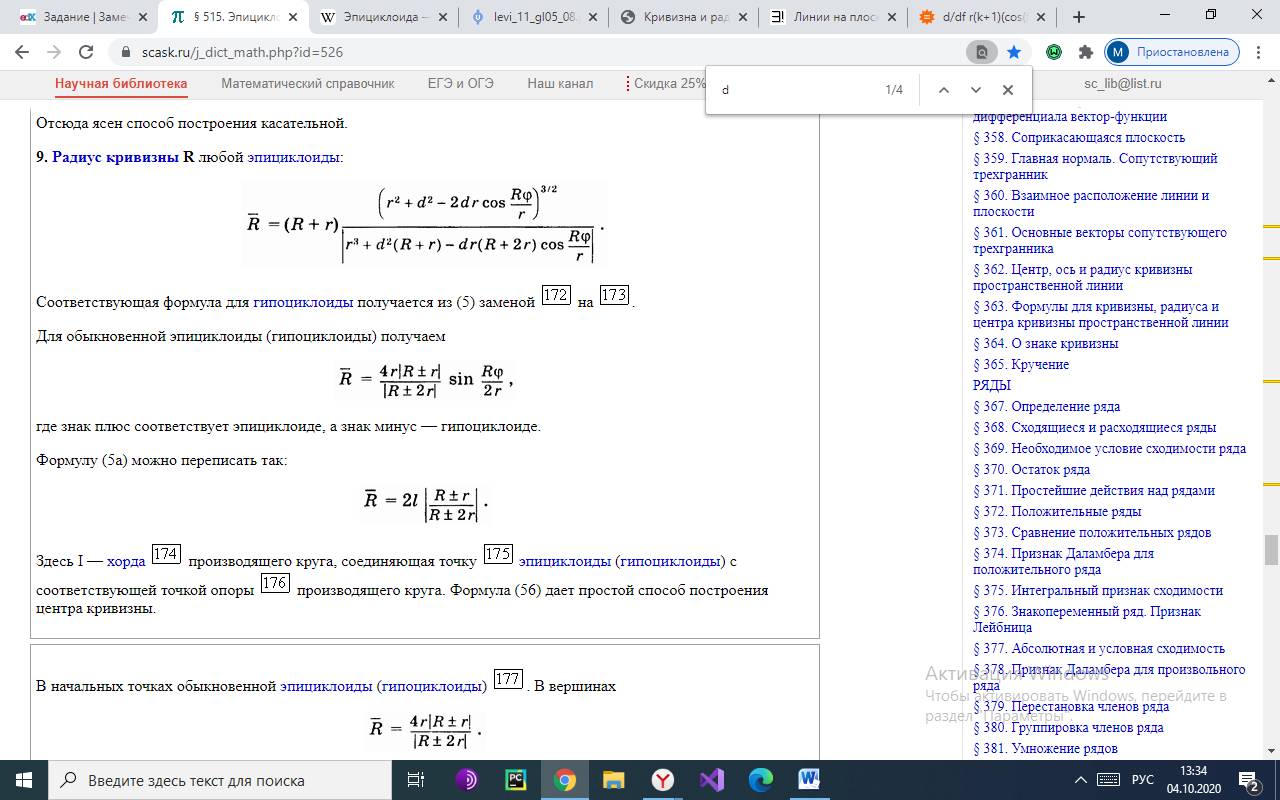 Задание | Заме
§ 515. Эпицикл
Эпициклоида —
levi_11_gl05_08.
Кривизна и рад
Линии на плоск
d/df r(k+1)(cos(
scask.ru/j_dict_math.php?id=526
М Приостановлена
Научная библиотека
Математический справочник
ЕГЭ и ОГЭ
Наш канал
Скидка 25%
sc_lib@list.ru
d 1/4
Отсюда ясен способ построения касательной.
9. Радиус кривизны R любой эпициклоиды:
R̅ = (R + r) (r² + d² − 2dr cos Rφ/r)^3/2 / |r³ + d²(R + r) − dr(R + 2r) cos Rφ/r| .
Соответствующая формула для гипоциклоиды получается из (5) заменой 172 на 173 .
Для обыкновенной эпициклоиды (гипоциклоиды) получаем
R̅ = 4r|R ± r| / |R ± 2r| sin Rφ/2r ,
где знак плюс соответствует эпициклоиде, а знак минус — гипоциклоиде.
Формулу (5а) можно переписать так:
R̅ = 2l |R ± r / R ± 2r| .
Здесь I — хорда 174 производящего круга, соединяющая точку 175 эпициклоиды (гипоциклоиды) с
соответствующей точкой опоры 176 производящего круга. Формула (56) дает простой способ построения
центра кривизны.
В начальных точках обыкновенной эпициклоиды (гипоциклоиды) 177 . В вершинах
R̅ = 4r|R ± r| / |R ± 2r| .
дифференциала вектор-функции
§ 358. Соприкасающаяся плоскость
§ 359. Главная нормаль. Сопутствующий
трехгранник
§ 360. Взаимное расположение линии и
плоскости
§ 361. Основные векторы сопутствующего
трехгранника
§ 362. Центр, ось и радиус кривизны
пространственной линии
§ 363. Формулы для кривизны, радиуса и
центра кривизны пространственной линии
§ 364. О знаке кривизны
§ 365. Кручение
РЯДЫ
§ 367. Определение ряда
§ 368. Сходящиеся и расходящиеся ряды
§ 369. Необходимое условие сходимости ряда
§ 370. Остаток ряда
§ 371. Простейшие действия над рядами
§ 372. Положительные ряды
§ 373. Сравнение положительных рядов
§ 374. Признак Даламбера для
положительного ряда
§ 375. Интегральный признак сходимости
§ 376. Знакопеременный ряд. Признак
Лейбница
§ 377. Абсолютная и условная сходимость
§ 378. Признак Даламбера для произвольного
ряда
§ 379. Перестановка членов ряда
§ 380. Группировка членов ряда
§ 381. Умножение рядов
Активация Windows
Чтобы активировать Windows, перейдите в
раздел "Параметры".
Введите здесь текст для поиска
РУС
13:34
04.10.2020
2